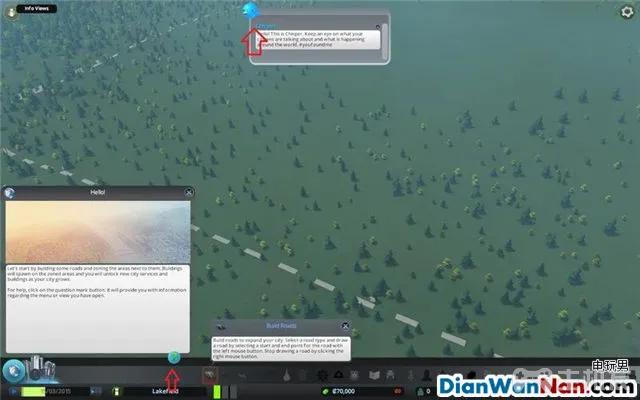 Info Views
Chirper
This is Chirper. Keep an eye on what your
are talking about and what is happening
around the world. #youfoundme
Hello!
Let's start by building some roads and zoning the areas next to them. Buildings
will spawn on the zoned areas and you will unlock new city services and
buildings as your city grows.
For help, click on the question mark button. It will provide you with information
regarding the menu or view you have open.
Build Roads
Build roads to expand your city. Select a road type and draw
a road by selecting a start and end point for the road with
the left mouse button. Stop drawing a road by clicking the
right mouse button.
/03/2015
Lakefield
₡70,000
电玩男
DianWanNan.com